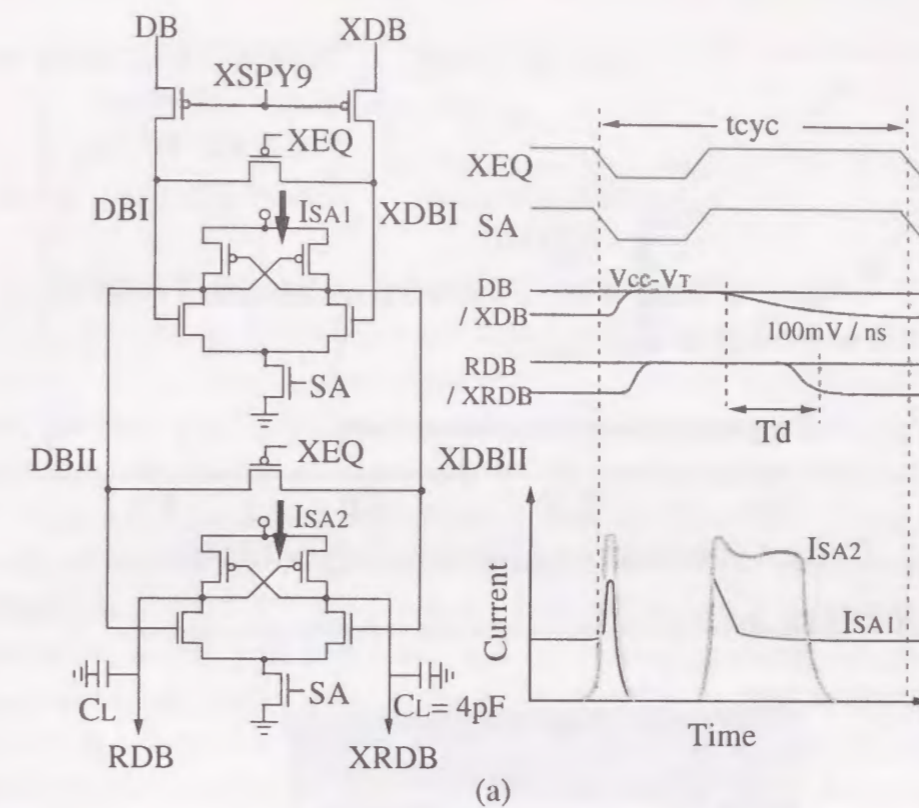 DB
XDB
XSPY9
XEQ
DBI
ISA1
XDBI
SA
DBII
XEQ
XDBII
ISA2
SA
CL
CL= 4pF
RDB
XRDB
tcyc
XEQ
SA
DB
/ XDB
Vcc-VT
100mV / ns
RDB
/ XRDB
Td
Current
ISA2
ISA1
Time
(a)